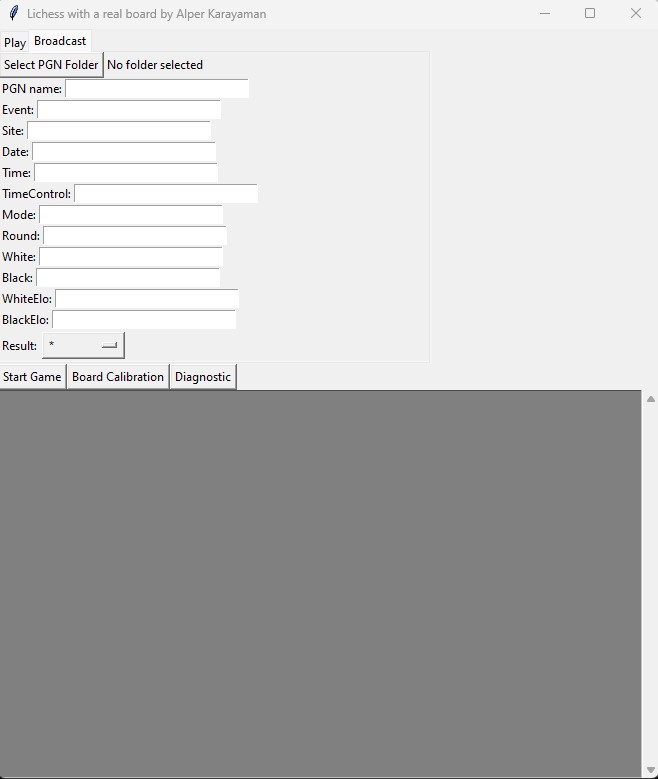 Lichess with a real board by Alper Karayaman
Play Broadcast
Select PGN Folder No folder selected
PGN name:
Event:
Site:
Date:
Time:
TimeControl:
Mode:
Round:
White:
Black:
WhiteElo:
BlackElo:
Result: *
Start Game Board Calibration Diagnostic